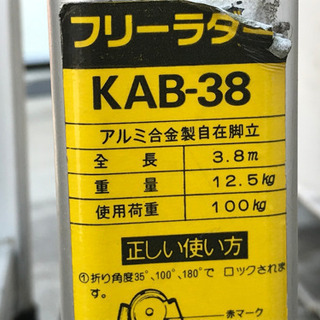 フリーラダー
KAB-38
アルミ合金製自在脚立
全長 3.8m
重量 12.5kg
使用荷重 100kg
正しい使い方
①折り角度35°、100°、180°で ロックされま
す。
赤マーク